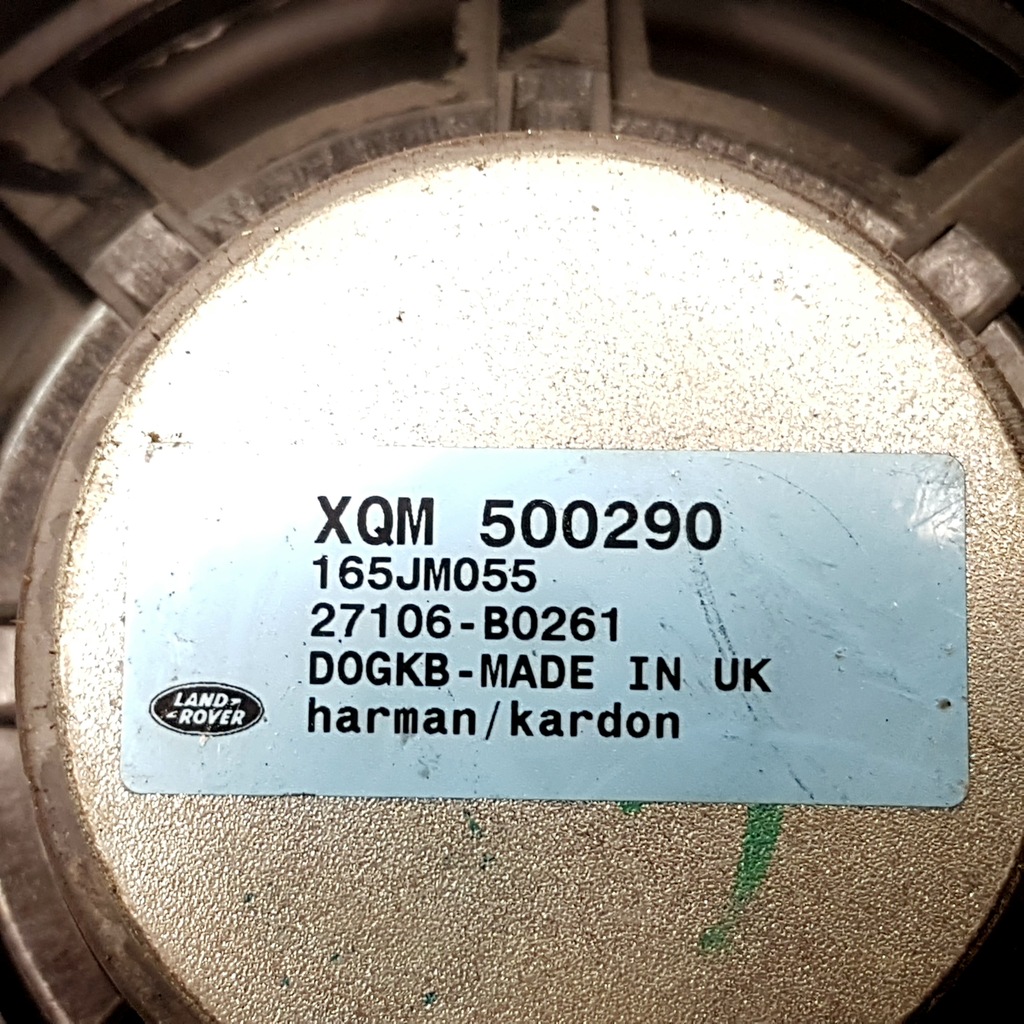 XQM 500290
165JM055
27106-B0261
DOGKB-MADE IN UK
LAND-
-ROVER
harman/kardon